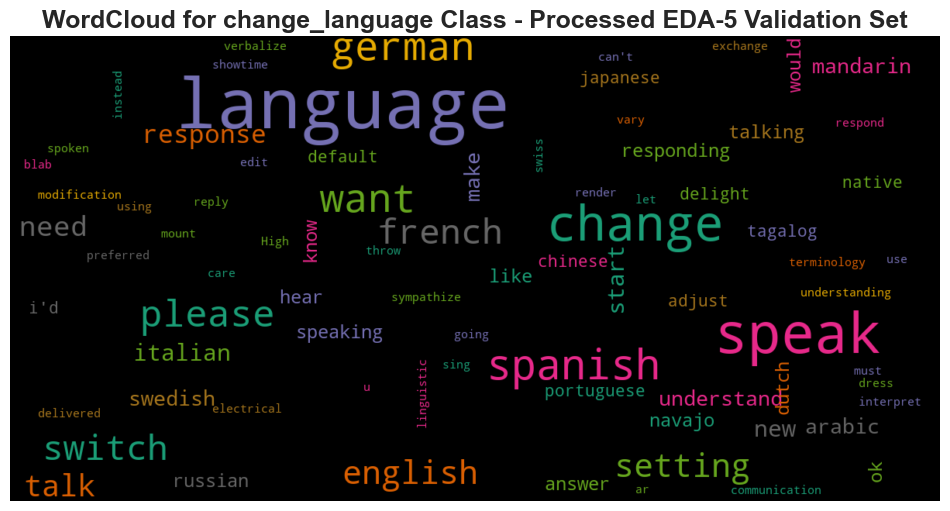 WordCloud for change_language Class - Processed EDA-5 Validation Set
verbalize
german
exchange
would
showtime
can't
mandarin
japanese
instead
language
response
vary
talking
respond
spoken
default
responding
swiss
blab
edit
make
native
modification
want
render
let
delight
using
reply
need
mount
High
know
french
change
tagalog
preferred
throw
chinese
terminology
use
care
like
start
i'd
hear
sympathize
adjust
understanding
please
speaking
going
speak
italian
spanish
sing
linguistic
u
portuguese
understand
dutch
must
dress
interpret
swedish
electrical
delivered
navajo
new
arabic
switch
english
setting
ok
talk
russian
answer
ar
communication